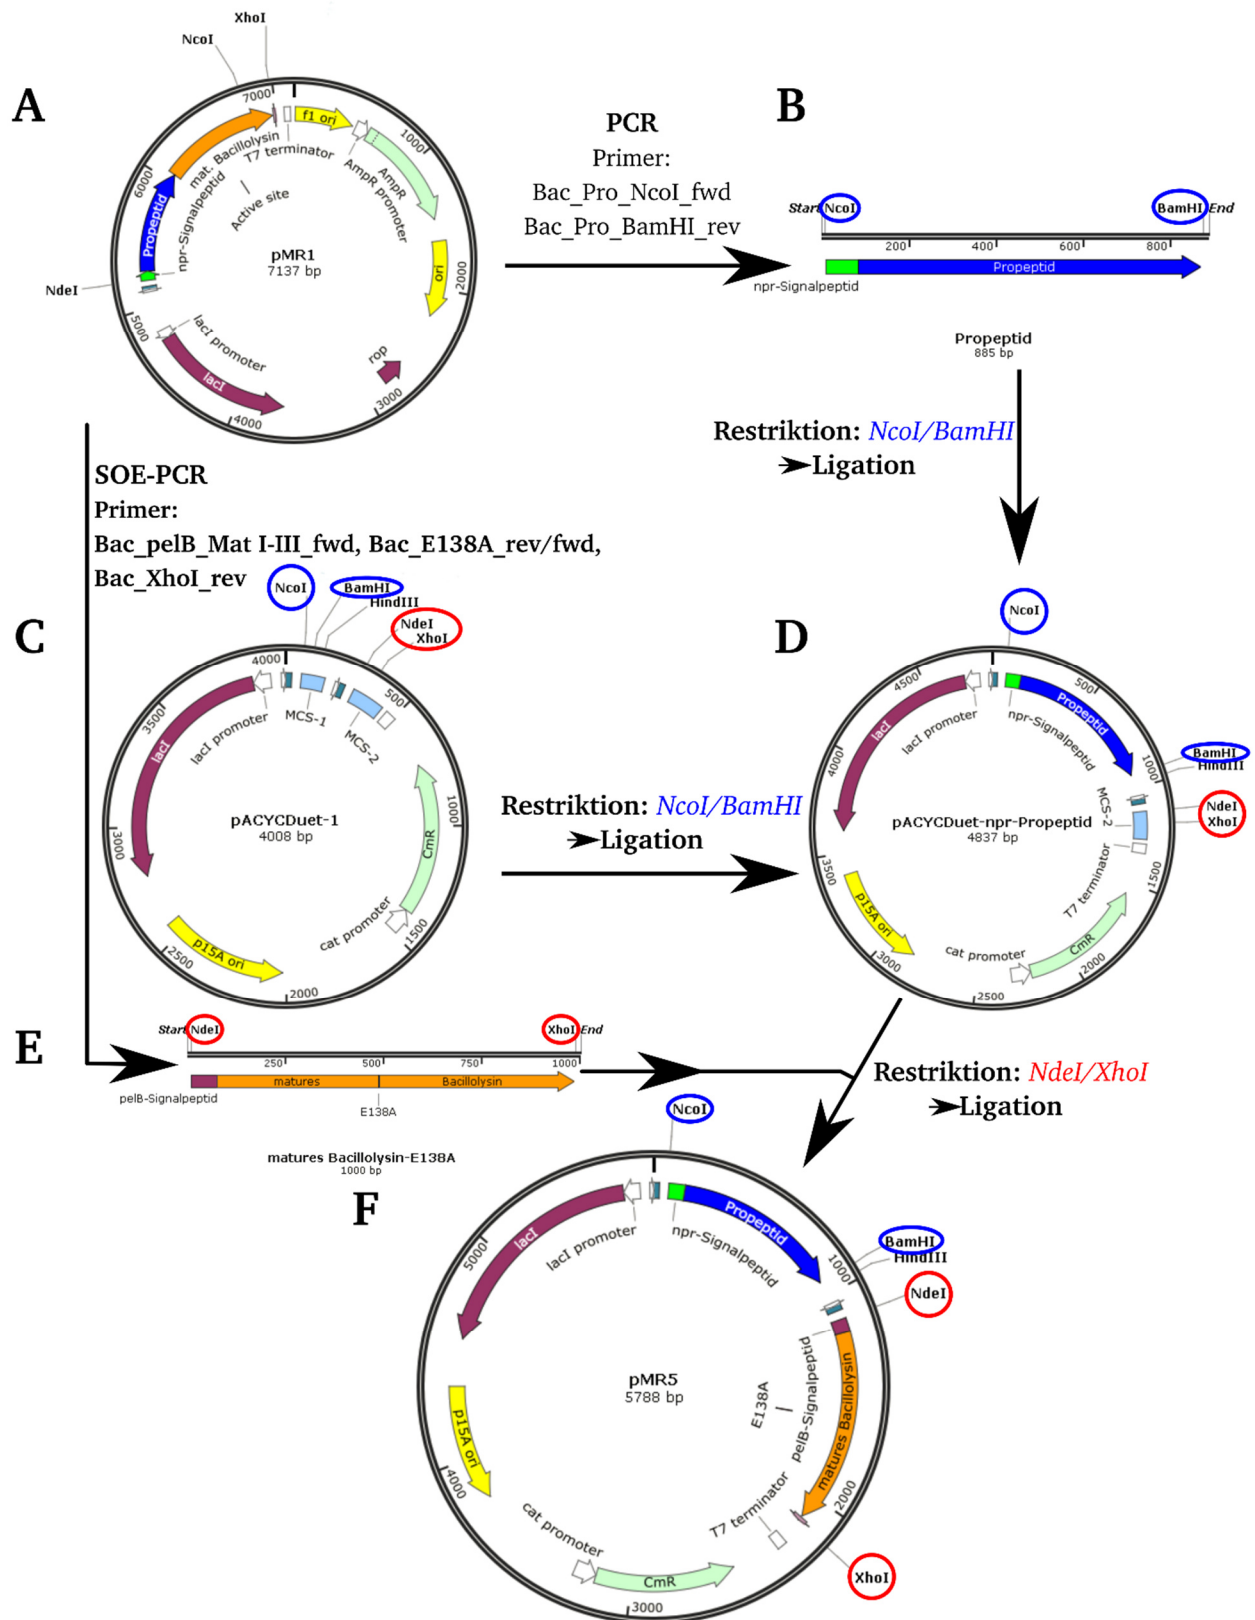 A
XhoI
NcoI
7000
f1 ori
1000
AmpR
AmpR promoter
T7 terminator
mat. Bacillolysin
6000
Propeptid
npr-Signalpeptid
Active site
pMR1
7137 bp
ori
2000
NdeI
5000
lacI promoter
lacI
rop
3000
4000
PCR
Primer:
Bac_Pro_NcoI_fwd
Bac_Pro_BamHI_rev
B
Start NcoI BamHI End
200 400 600 800
Propeptid
npr-Signalpeptid
Propeptid
885 bp
Restriktion: NcoI/BamHI
➤Ligation
SOE-PCR
Primer:
Bac_pelB_Mat I-III_fwd, Bac_E138A_rev/fwd,
Bac_XhoI_rev
C
NcoI
BamHI
HindIII
NdeI
XhoI
4000
500
MCS-1
MCS-2
lacI promoter
lacI
3500
pACYCDuet-1
4008 bp
3000
1000
CmR
cat promoter
1500
p15A ori
2500
2000
Restriktion: NcoI/BamHI
➤Ligation
D
NcoI
4500
500
Propeptid
npr-Signalpeptid
lacI promoter
lacI
4000
1000
BamHI
HindIII
NdeI
XhoI
MCS-2
pACYCDuet-npr-Propeptid
4837 bp
T7 terminator
1500
3500
p15A ori
3000
cat promoter
CmR
2000
2500
E
Start NdeI XhoI End
250 500 750 1000
matures Bacillolysin
pelB-Signalpeptid
E138A
matures Bacillolysin-E138A
1000 bp
Restriktion: NdeI/XhoI
➤Ligation
F
NcoI
Propeptid
npr-Signalpeptid
lacI promoter
lacI
5000
1000
BamHI
HindIII
NdeI
pelB-Signalpeptid
matures Bacillolysin
E138A
pMR5
5788 bp
p15A ori
4000
T7 terminator
2000
XhoI
cat promoter
CmR
3000